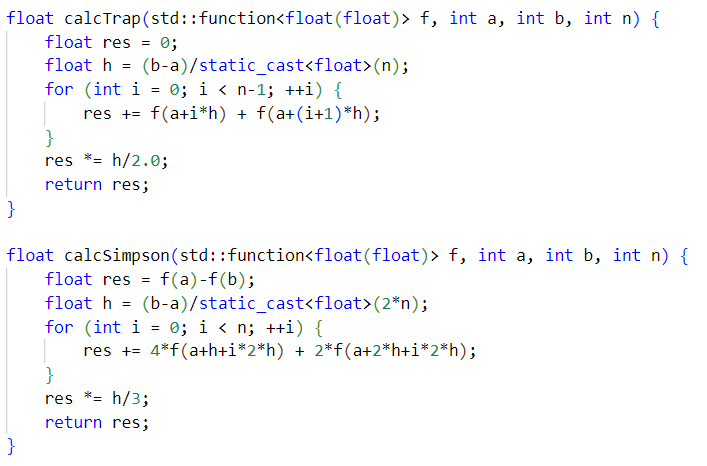 float calcTrap(std::function<float(float)> f, int a, int b, int n) {
    float res = 0;
    float h = (b-a)/static_cast<float>(n);
    for (int i = 0; i < n-1; ++i) {
        res += f(a+i*h) + f(a+(i+1)*h);
    }
    res *= h/2.0;
    return res;
}

float calcSimpson(std::function<float(float)> f, int a, int b, int n) {
    float res = f(a)-f(b);
    float h = (b-a)/static_cast<float>(2*n);
    for (int i = 0; i < n; ++i) {
        res += 4*f(a+h+i*2*h) + 2*f(a+2*h+i*2*h);
    }
    res *= h/3;
    return res;
}